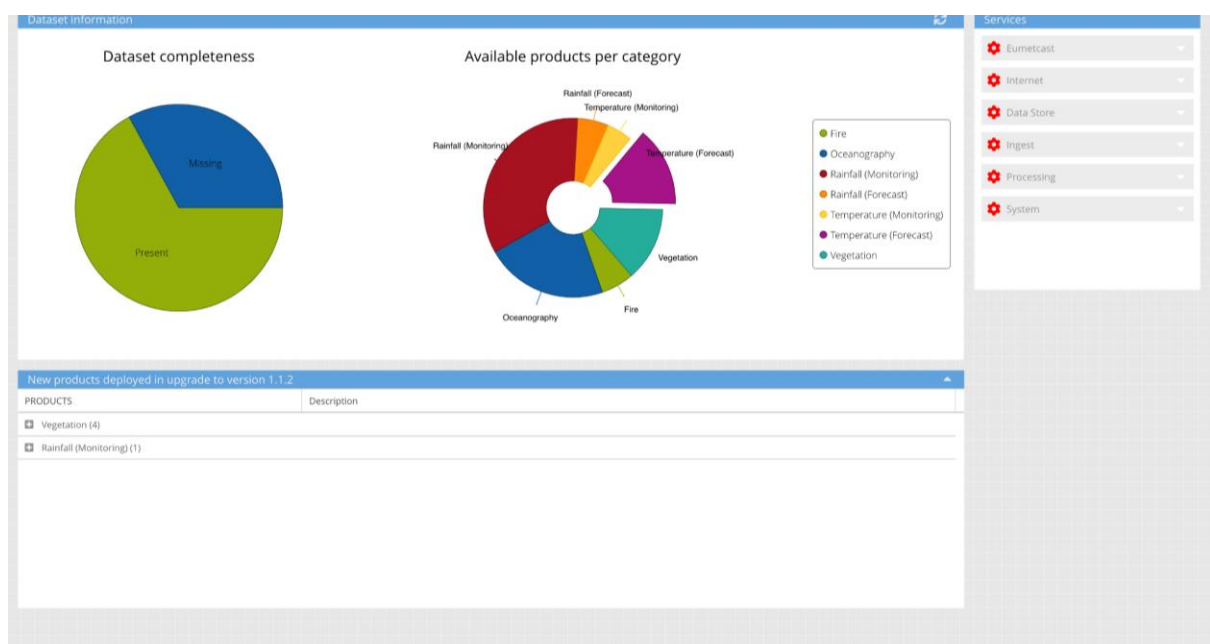 Dataset information
Dataset completeness
Missing
Present
Available products per category
Rainfall (Forecast)
Temperature (Monitoring)
Rainfall (Monitoring)
Temperature (Forecast)
Vegetation
Fire
Oceanography
Fire
Oceanography
Rainfall (Monitoring)
Rainfall (Forecast)
Temperature (Monitoring)
Temperature (Forecast)
Vegetation
Services
Eumetcast
Internet
Data Store
Ingest
Processing
System
New products deployed in upgrade to version 1.1.2
PRODUCTS Description
Vegetation (4)
Rainfall (Monitoring) (1)